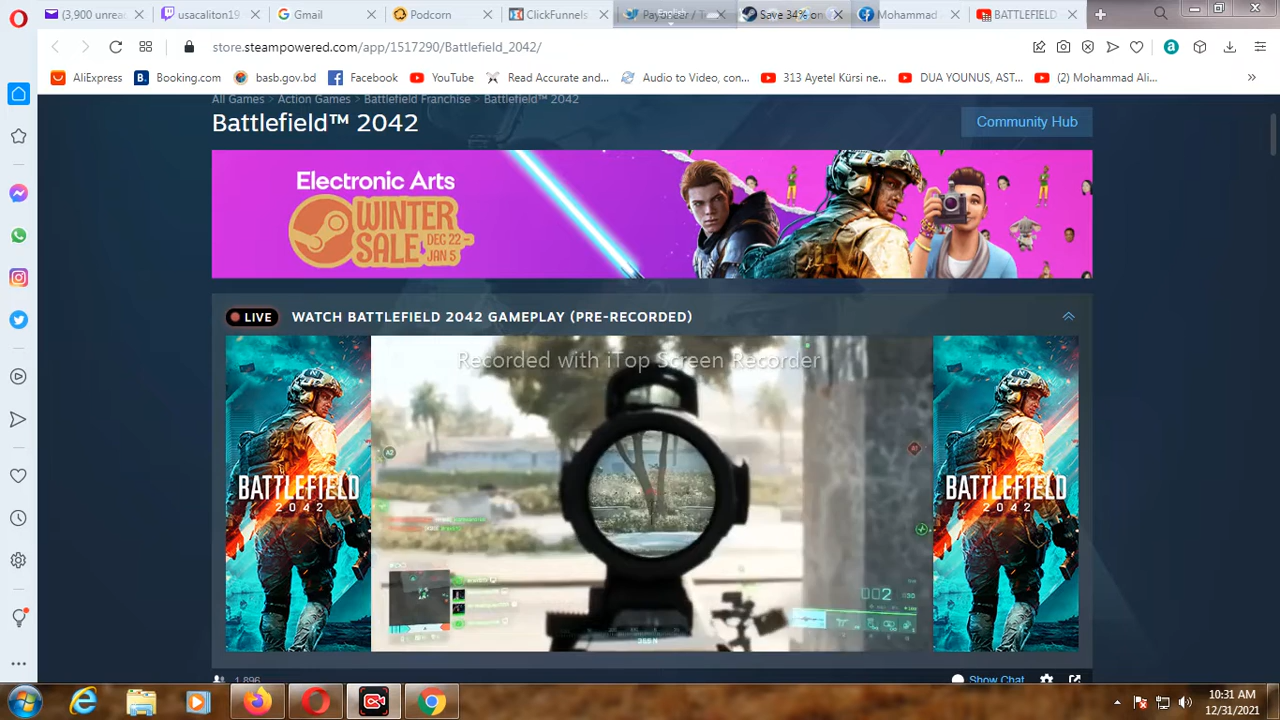 (3,900 unrea
usacaliton19
Gmail
Podcorn
ClickFunnels
English
Save 34% on
Mohammad
BATTLEFIELD
store.steampowered.com/app/1517290/Battlefield_2042/
AliExpress
Booking.com
basb.gov.bd
Facebook
YouTube
Read Accurate and...
Audio to Video, con...
313 Ayetel Kürsi ne...
DUA YOUNUS, AST...
(2) Mohammad Ali...
All Games > Action Games > Battlefield Franchise > Battlefield™ 2042
Battlefield™ 2042
Community Hub
Electronic Arts
WINTER
SALE
DEC 22 -
JAN 5
LIVE
WATCH BATTLEFIELD 2042 GAMEPLAY (PRE-RECORDED)
Recorded with iTop Screen Recorder
BATTLEFIELD
2042
BATTLEFIELD
2042
A2
002
1,896
Show Chat
10:31 AM
12/31/2021